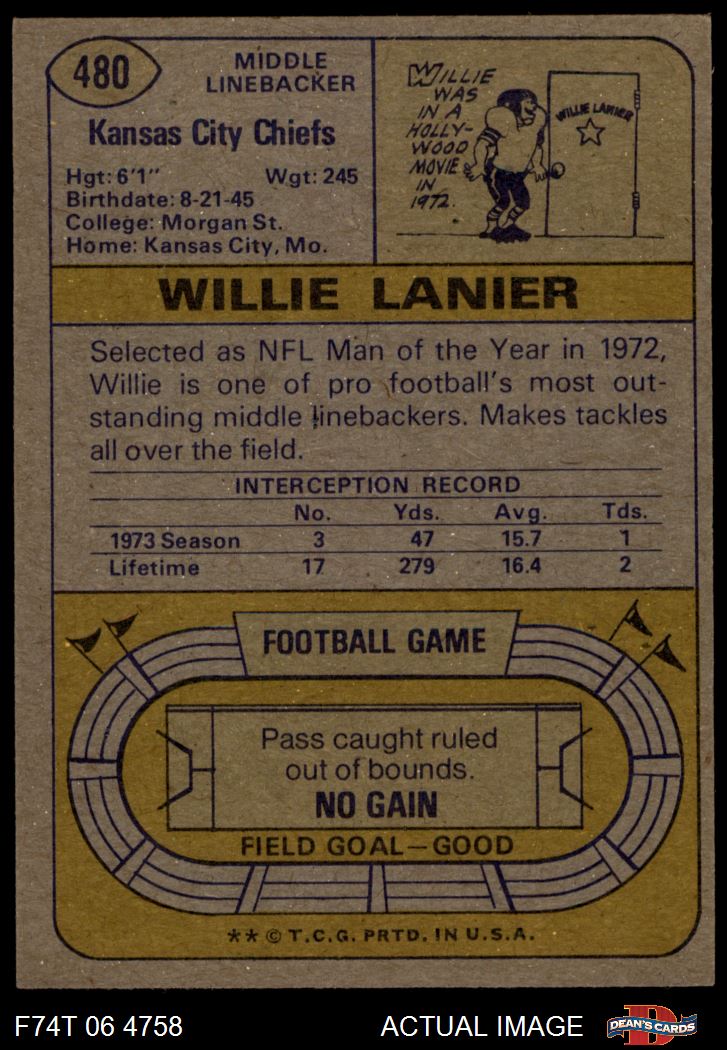 480
MIDDLE
LINEBACKER
Kansas City Chiefs
Hgt: 6'1" Wgt: 245
Birthdate: 8-21-45
College: Morgan St.
Home: Kansas City, Mo.
WILLIE
WAS
IN A
HOLLY-
WOOD
MOVIE
IN
1972.
WILLIE LANIER
WILLIE LANIER
Selected as NFL Man of the Year in 1972,
Willie is one of pro football's most out-
standing middle linebackers. Makes tackles
all over the field.
INTERCEPTION RECORD
No. Yds. Avg. Tds.
1973 Season 3 47 15.7 1
Lifetime 17 279 16.4 2
FOOTBALL GAME
Pass caught ruled
out of bounds.
NO GAIN
FIELD GOAL—GOOD
** © T.C.G. PRTD. IN U.S.A.
F74T 06 4758 ACTUAL IMAGE
D
DEAN'S CARDS